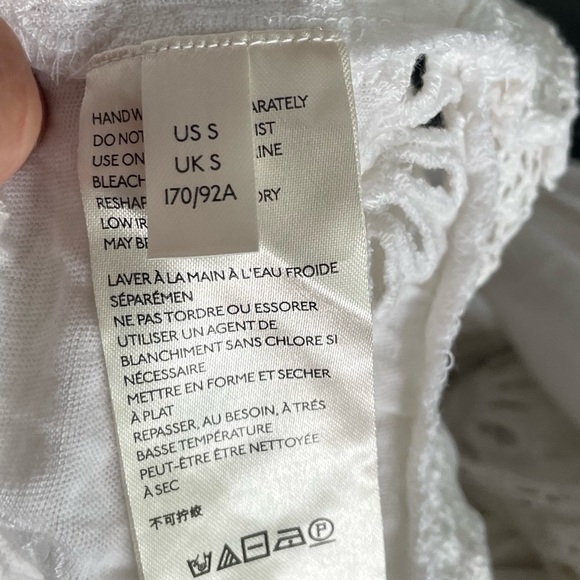 US S
UK S
170/92A
HANDW ARATELY
DO NOT IST
USE ON INE
BLEACH
RESHAP ORY
LOW IR
MAY BE
LAVER À LA MAIN À L'EAU FROIDE
SÉPARÉMEN
NE PAS TORDRE OU ESSORER
UTILISER UN AGENT DE
BLANCHIMENT SANS CHLORE SI
NÉCESSAIRE
METTRE EN FORME ET SECHER
À PLAT
REPASSER, AU BESOIN, À TRÉS
BASSE TEMPÉRATURE
PEUT-ÊTRE ÊTRE NETTOYÉE
À SEC
不可拧绞
P